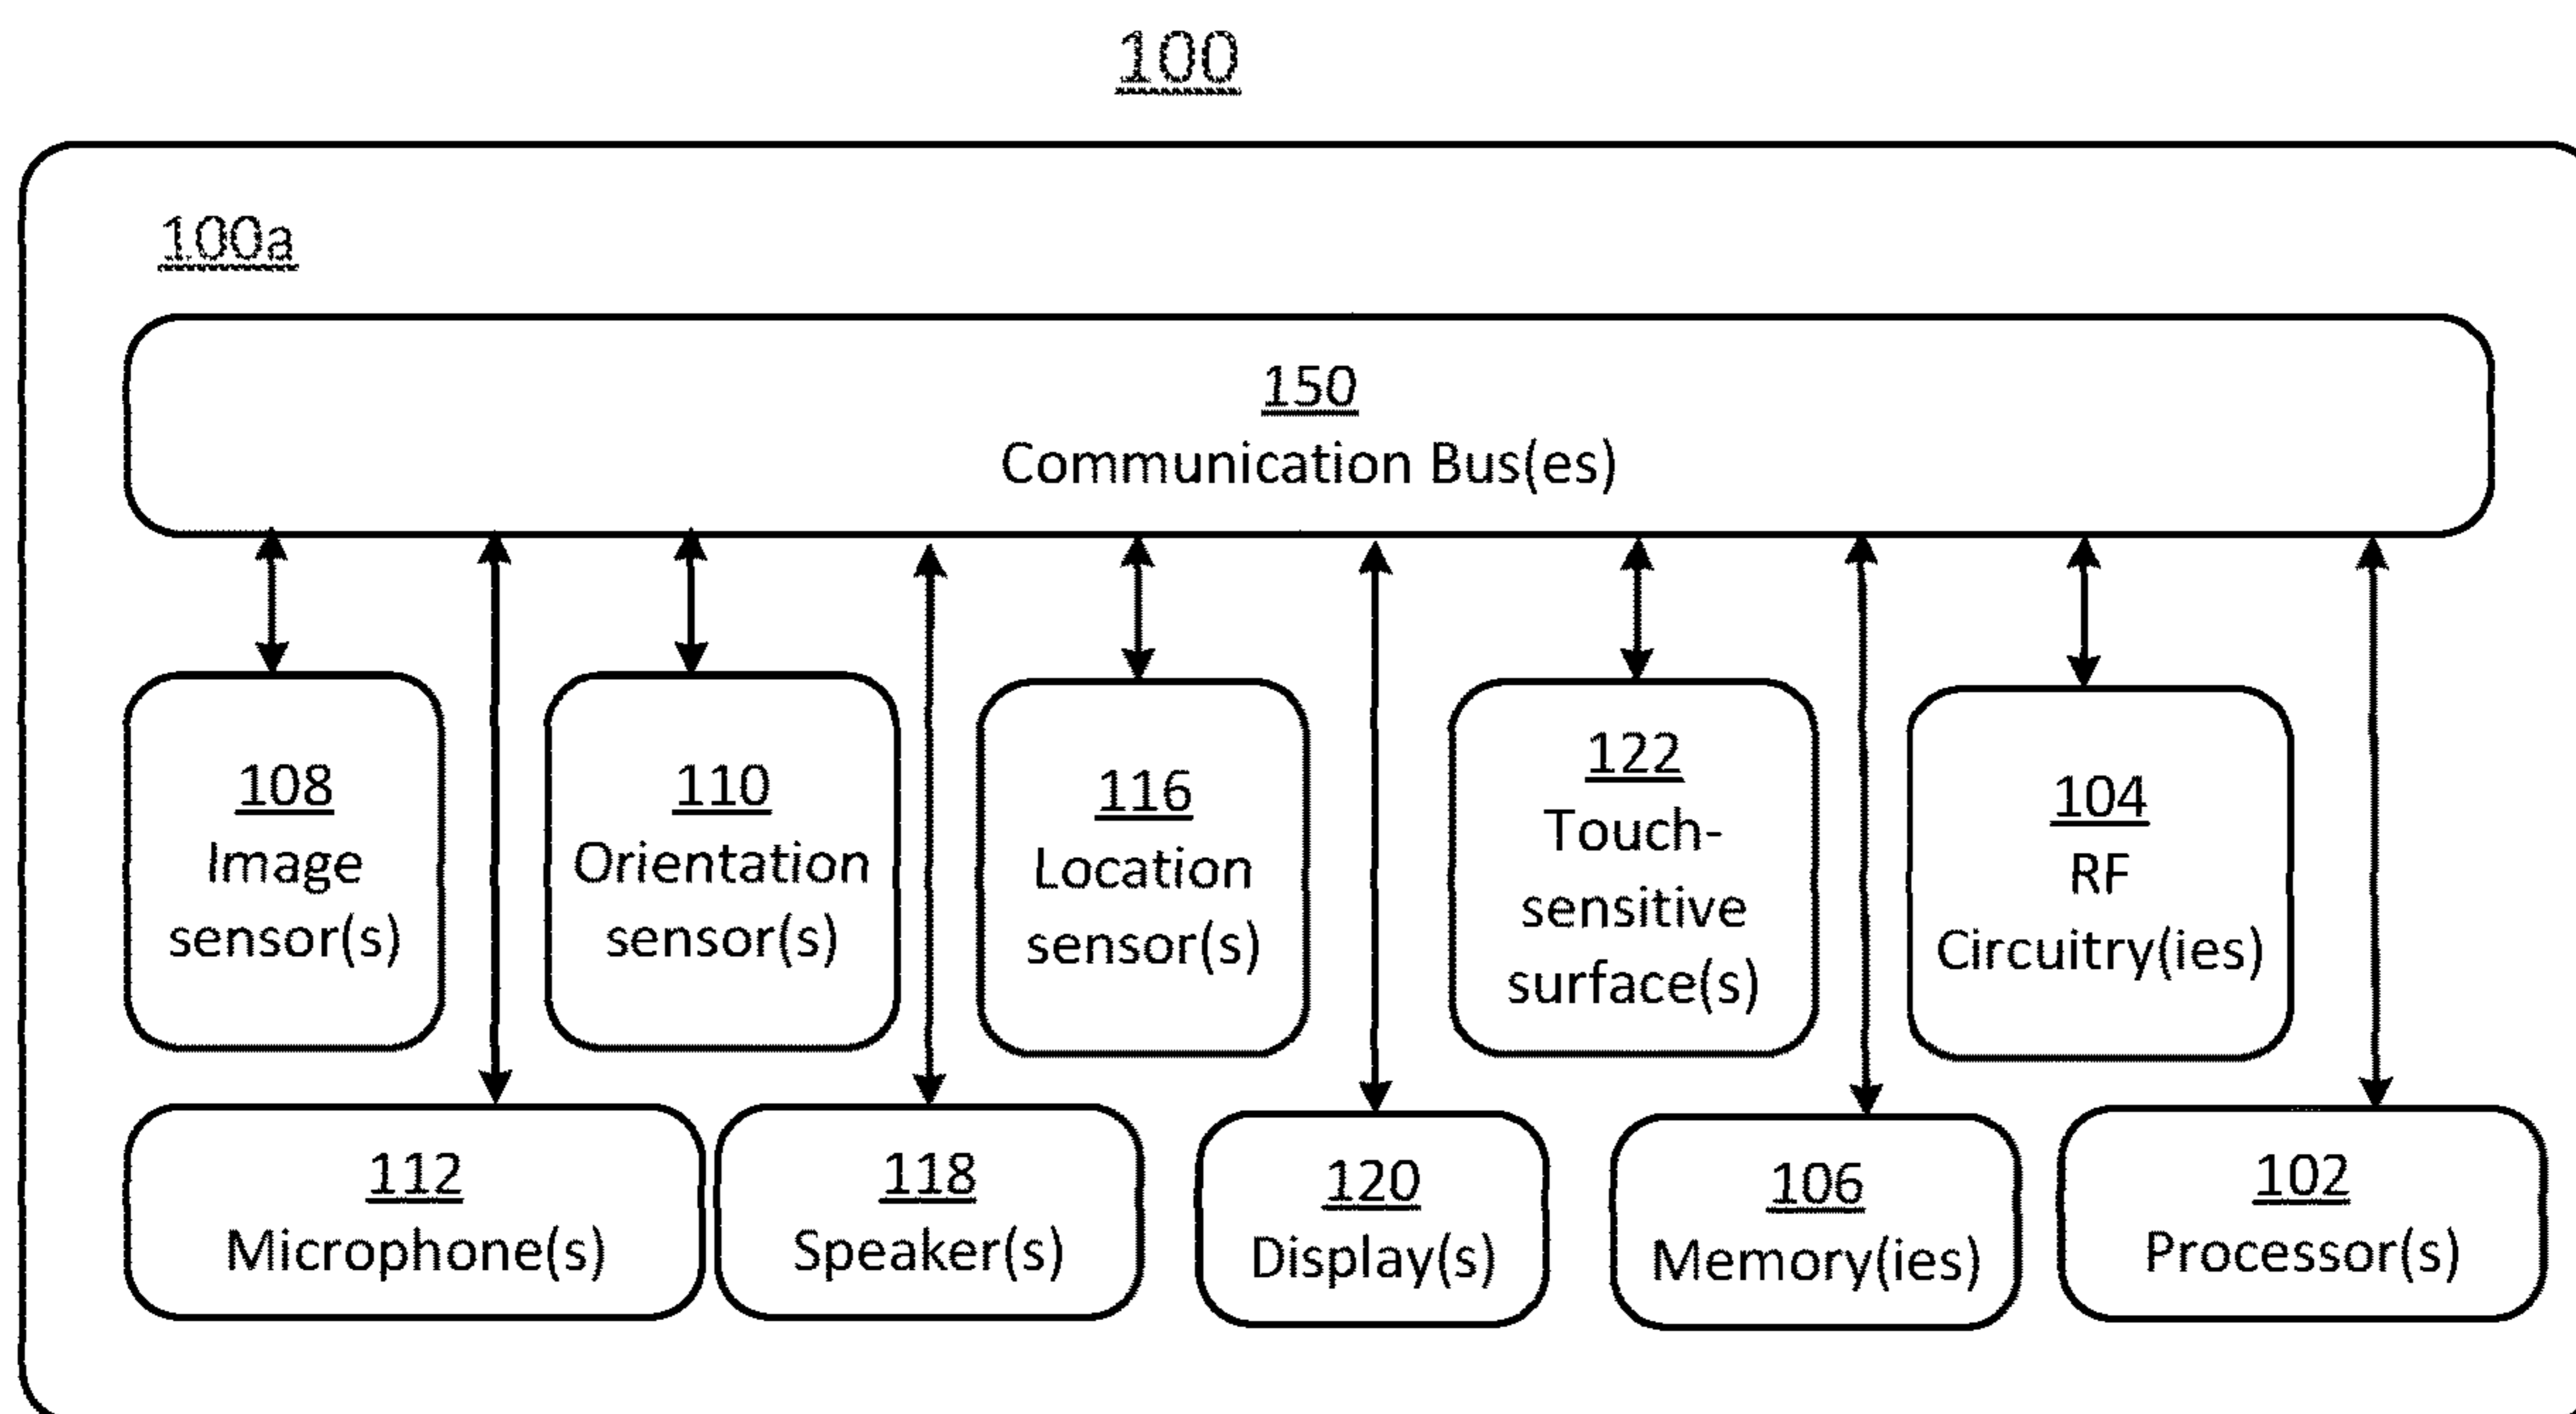 100
100a
150
Communication Bus(es)
108
Image
sensor(s)
110
Orientation
sensor(s)
116
Location
sensor(s)
122
Touch-
sensitive
surface(s)
104
RF
Circuitry(ies)
112
Microphone(s)
118
Speaker(s)
120
Display(s)
106
Memory(ies)
102
Processor(s)